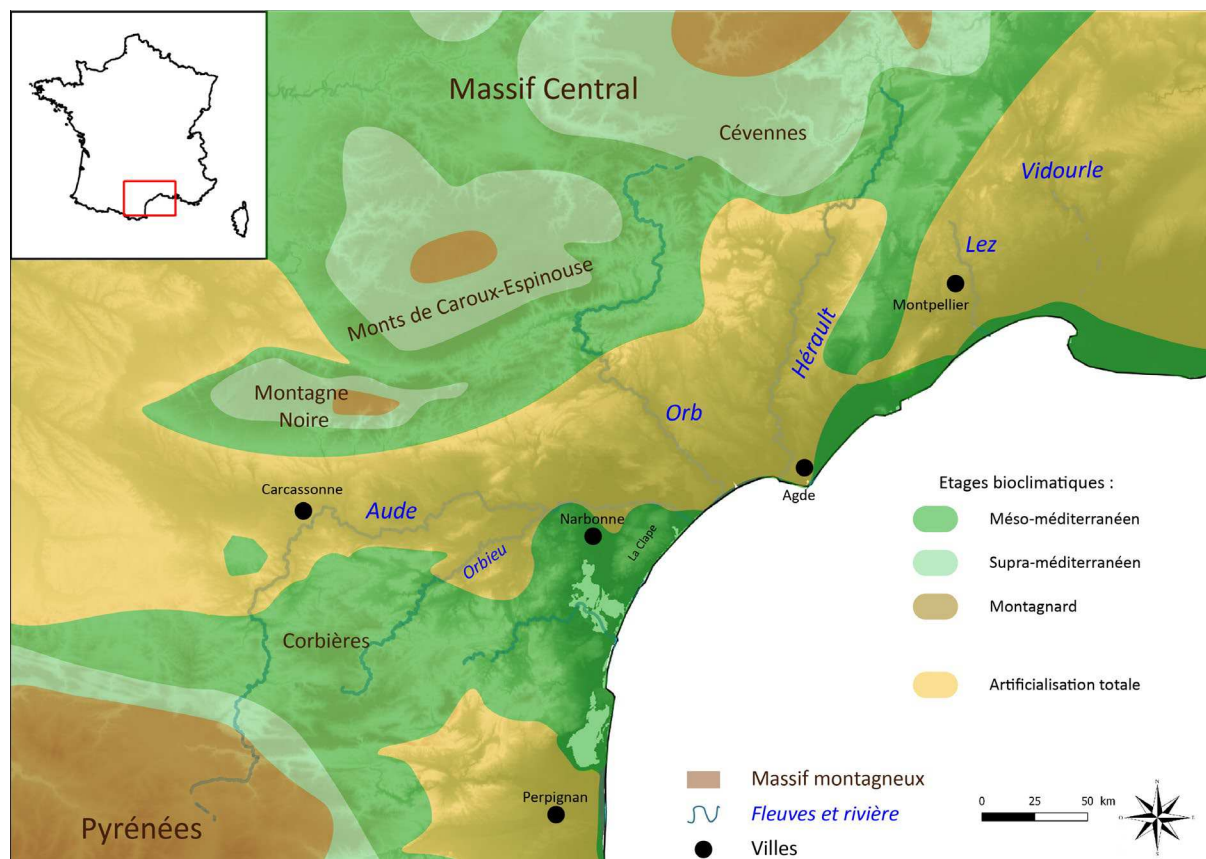 Massif Central
Cévennes
Vidourle
Lez
Montpellier
Monts de Caroux-Espinouse
Hérault
Montagne
Noire
Orb
Agde
Carcassonne
Aude
Narbonne
La Clape
Orbieu
Corbières
Perpignan
Pyrénées
Etages bioclimatiques :
Méso-méditerranéen
Supra-méditerranéen
Montagnard
Artificialisation totale
Massif montagneux
Fleuves et rivière
Villes
0 25 50 km
N
O E
S